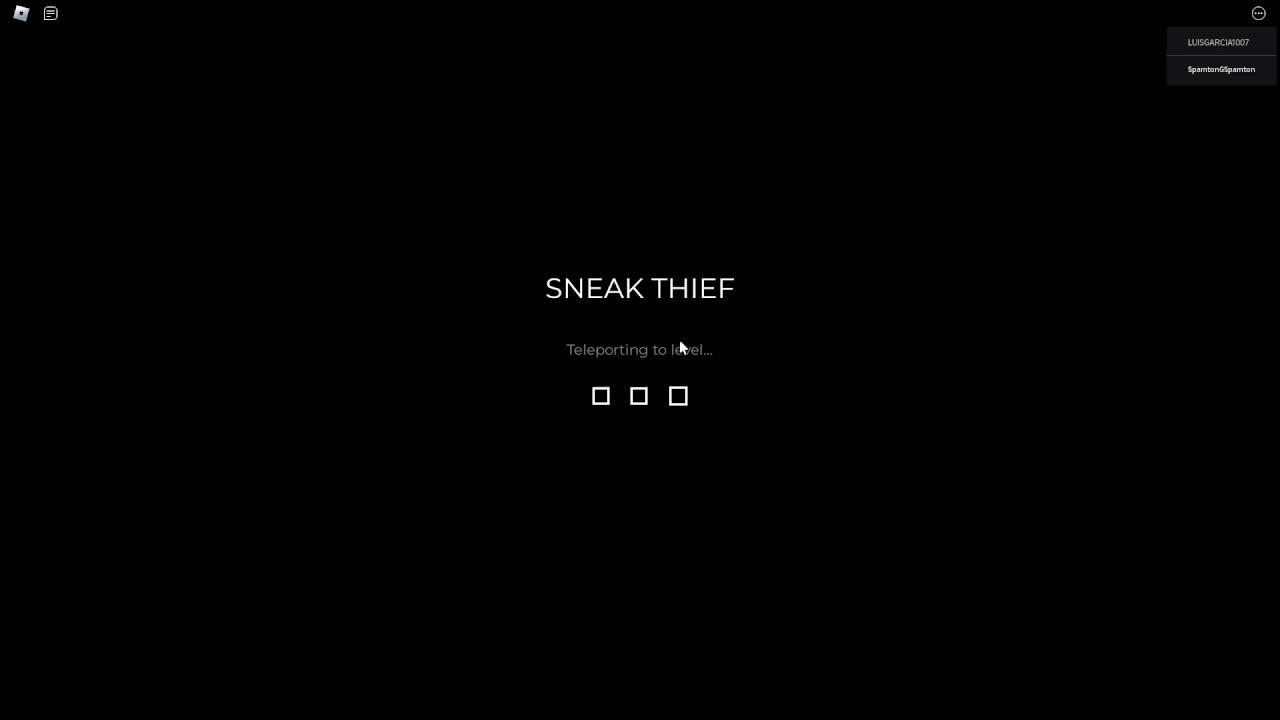 LUISGARCIA1007
SpamtonGSpamton
SNEAK THIEF
Teleporting to level...